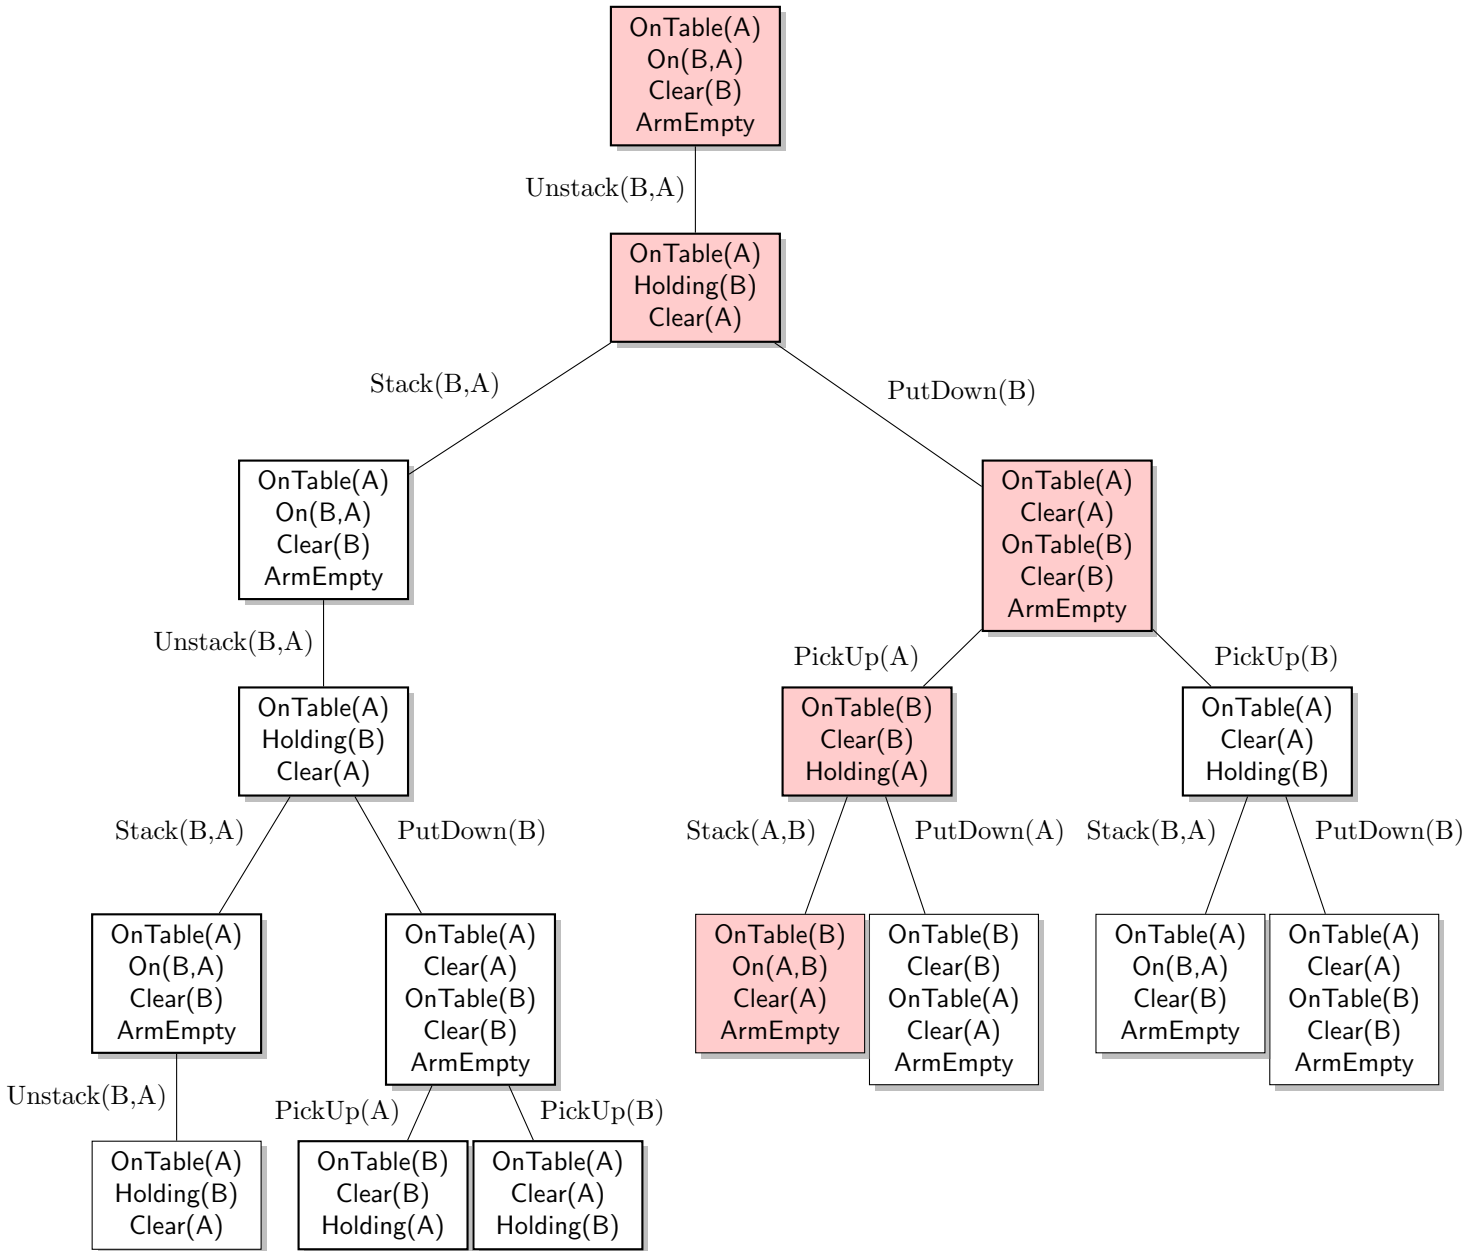 OnTable(A)
On(B,A)
Clear(B)
ArmEmpty
Unstack(B,A)
OnTable(A)
Holding(B)
Clear(A)
Stack(B,A)
PutDown(B)
OnTable(A)
On(B,A)
Clear(B)
ArmEmpty
OnTable(A)
Clear(A)
OnTable(B)
Clear(B)
ArmEmpty
Unstack(B,A)
PickUp(A)
PickUp(B)
OnTable(A)
Holding(B)
Clear(A)
OnTable(B)
Clear(B)
Holding(A)
OnTable(A)
Clear(A)
Holding(B)
Stack(B,A)
PutDown(B)
Stack(A,B)
PutDown(A)
Stack(B,A)
PutDown(B)
OnTable(A)
On(B,A)
Clear(B)
ArmEmpty
OnTable(A)
Clear(A)
OnTable(B)
Clear(B)
ArmEmpty
OnTable(B)
On(A,B)
Clear(A)
ArmEmpty
OnTable(B)
Clear(B)
OnTable(A)
Clear(A)
ArmEmpty
OnTable(A)
On(B,A)
Clear(B)
ArmEmpty
OnTable(A)
Clear(A)
OnTable(B)
Clear(B)
ArmEmpty
Unstack(B,A)
PickUp(A)
PickUp(B)
OnTable(A)
Holding(B)
Clear(A)
OnTable(B)
Clear(B)
Holding(A)
OnTable(A)
Clear(A)
Holding(B)